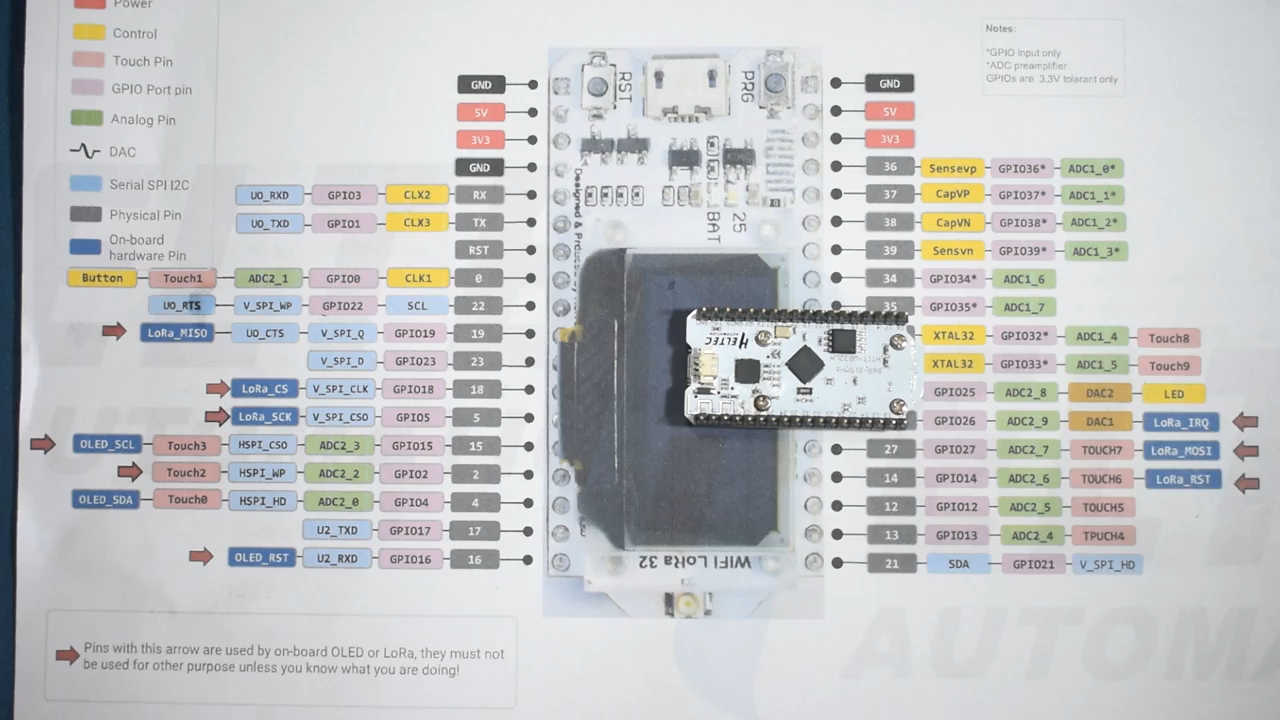 Power
Control
Touch Pin
GPIO Port pin
Analog Pin
DAC
Serial SPI I2C
Physical Pin
On-board
hardware Pin
Notes:
*GPIO input only
*ADC preamplifier
GPIOs are 3,3V tolerant only
GND
5V
3V3
GND
U0_RXD GPIO3 CLK2 RX
U0_TXD GPIO1 CLK3 TX
RST
Button Touch1 ADC2_1 GPIO0 CLK1 0
U0_RTS V_SPI_WP GPIO22 SCL 22
LoRa_MISO U0_CTS V_SPI_Q GPIO19 19
V_SPI_D GPIO23 23
LoRa_CS V_SPI_CLK GPIO18 18
LoRa_SCK V_SPI_CS0 GPIO5 5
OLED_SCL Touch3 HSPI_CS0 ADC2_3 GPIO15 15
Touch2 HSPI_WP ADC2_2 GPIO2 2
OLED_SDA Touch0 HSPI_HD ADC2_0 GPIO4 4
U2_TXD GPIO17 17
OLED_RST U2_RXD GPIO16 16
RST
PRG
BAT
25
Designed &
WIFI LoRa 32
HELTEC
GND
5V
3V3
36 Sensevp GPIO36* ADC1_0*
37 CapVP GPIO37* ADC1_1*
38 CapVN GPIO38* ADC1_2*
39 Sensvn GPIO39* ADC1_3*
34 GPIO34* ADC1_6
35 GPIO35* ADC1_7
XTAL32 GPIO32* ADC1_4 Touch8
XTAL32 GPIO33* ADC1_5 Touch9
GPIO25 ADC2_8 DAC2 LED
GPIO26 ADC2_9 DAC1 LoRa_IRQ
27 GPIO27 ADC2_7 TOUCH7 LoRa_MOSI
14 GPIO14 ADC2_6 TOUCH6 LoRa_RST
12 GPIO12 ADC2_5 TOUCH5
13 GPIO13 ADC2_4 TPUCH4
21 SDA GPIO21 V_SPI_HD
Pins with this arrow are used by on-board OLED or LoRa, they must not
be used for other purpose unless you know what you are doing!